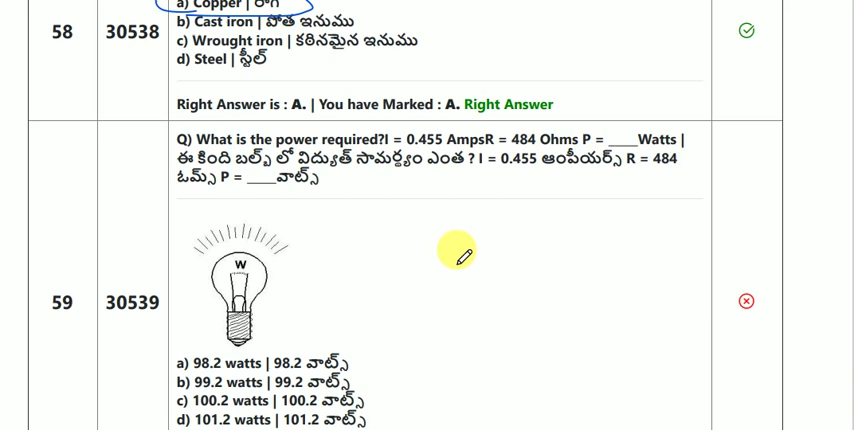 a) Copper | రాగి
58
30538
b) Cast iron | పోత ఇనుము
c) Wrought iron | కఠినమైన ఇనుము
d) Steel | స్టీల్
Right Answer is : A. | You have Marked : A. Right Answer
59
30539
Q) What is the power required?I = 0.455 AmpsR = 484 Ohms P = ____Watts |
ఈ కింది బల్బ్ లో విద్యుత్ సామర్థ్యం ఎంత ? I = 0.455 ఆంపియర్స్ R = 484
ఓమ్స్ P = ____వాట్స్
W
a) 98.2 watts | 98.2 వాట్స్
b) 99.2 watts | 99.2 వాట్స్
c) 100.2 watts | 100.2 వాట్స్
d) 101.2 watts | 101.2 వాట్స్